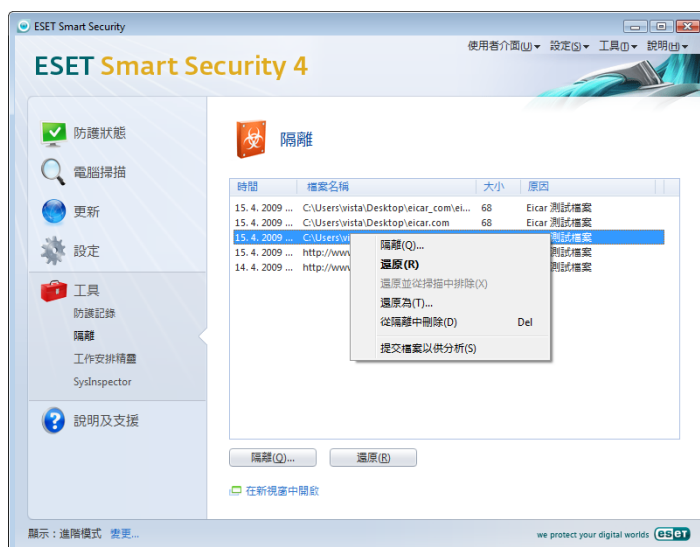 ESET Smart Security
使用者介面(U) 設定(S) 工具(T) 說明(H)
ESET Smart Security 4
防護狀態
電腦掃描
更新
設定
工具
防護記錄
隔離
工作安排精靈
SysInspector
說明及支援
隔離
時間 檔案名稱 大小 原因
15. 4. 2009 ... C:\Users\vista\Desktop\eicar_com\ei... 68 Eicar 測試檔案
15. 4. 2009 ... C:\Users\vista\Desktop\eicar.com 68 Eicar 測試檔案
15. 4. 2009 ... C:\Users\vi 測試檔案
15. 4. 2009 ... http://www 測試檔案
14. 4. 2009 ... http://www 測試檔案
隔離(Q)...
還原(R)
還原並從掃描中排除(X)
還原為(T)...
從隔離中刪除(D) Del
提交檔案以供分析(S)
隔離(Q)... 還原(R)
在新視窗中開啟
顯示：進階模式 變更...
we protect your digital worlds eseT